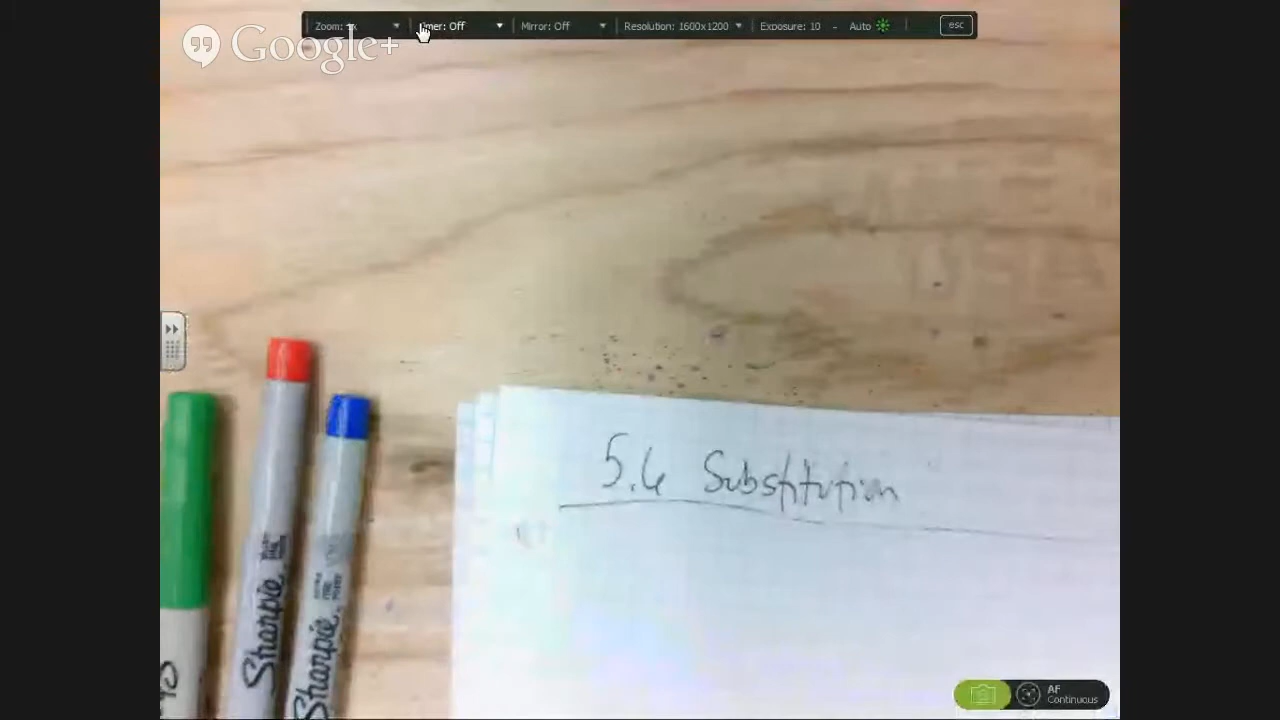 Zoom: 1x Timer: Off Mirror: Off Resolution: 1600x1200 Exposure: 10 - Auto esc
Google+
5.6 Substitution
Sharpie
Sharpie
AF
Continuous